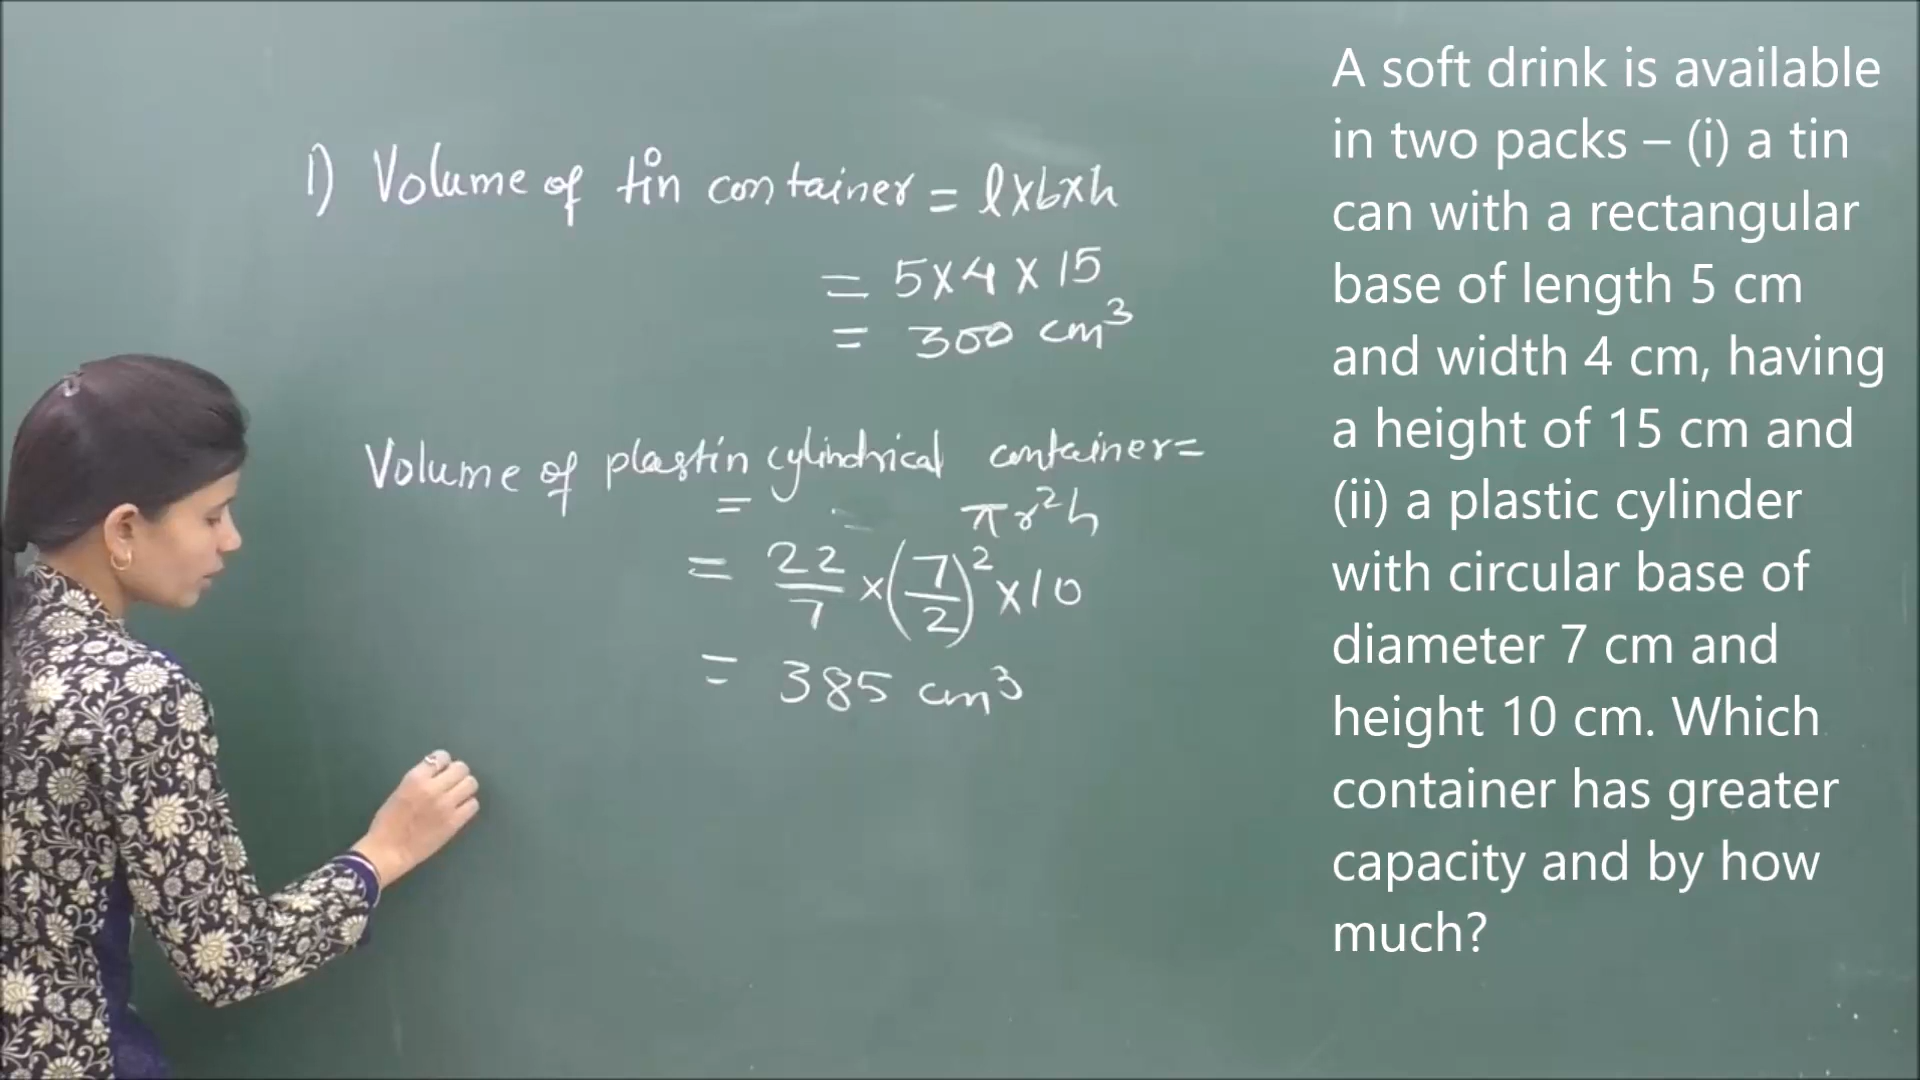 1) Volume of tin container = l×b×h
= 5×4×15
= 300 cm³
Volume of plastin cylindrical container=
= πr²h
= 22/7 ×(7/2)²×10
= 385 cm³
A soft drink is available
in two packs – (i) a tin
can with a rectangular
base of length 5 cm
and width 4 cm, having
a height of 15 cm and
(ii) a plastic cylinder
with circular base of
diameter 7 cm and
height 10 cm. Which
container has greater
capacity and by how
much?